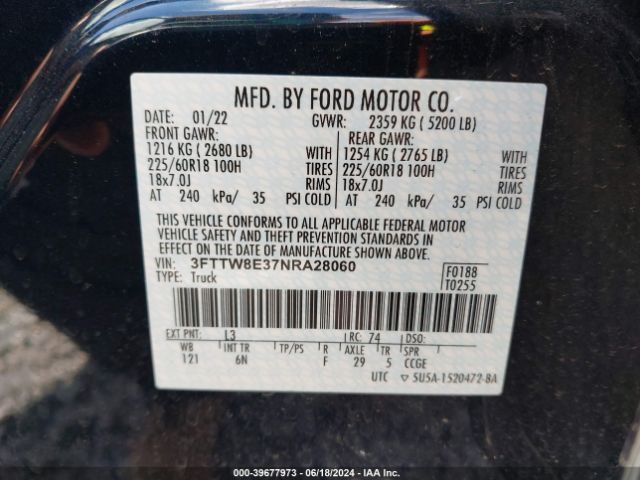 MFD. BY FORD MOTOR CO.
DATE: 01/22 GVWR: 2359 KG ( 5200 LB)
FRONT GAWR: REAR GAWR:
1216 KG ( 2680 LB) WITH 1254 KG ( 2765 LB) WITH
225/60R18 100H TIRES 225/60R18 100H TIRES
18x7.0J RIMS 18x7.0J RIMS
AT 240 kPa/ 35 PSI COLD AT 240 kPa/ 35 PSI COLD
THIS VEHICLE CONFORMS TO ALL APPLICABLE FEDERAL MOTOR
VEHICLE SAFETY AND THEFT PREVENTION STANDARDS IN
EFFECT ON THE DATE OF MANUFACTURE SHOWN ABOVE.
VIN: 3FTTW8E37NRA28060 F0188
TYPE: Truck T0255
EXT PNT: L3 RC: 74 DSO:
WB INT TR TP/PS R AXLE TR SPR
121 6N F 29 5 CCGE
UTC ▽ 5U5A-1520472-BA
© COPYRIGHT - ID: 39677973 - 06/18/2024 - IAA Inc.